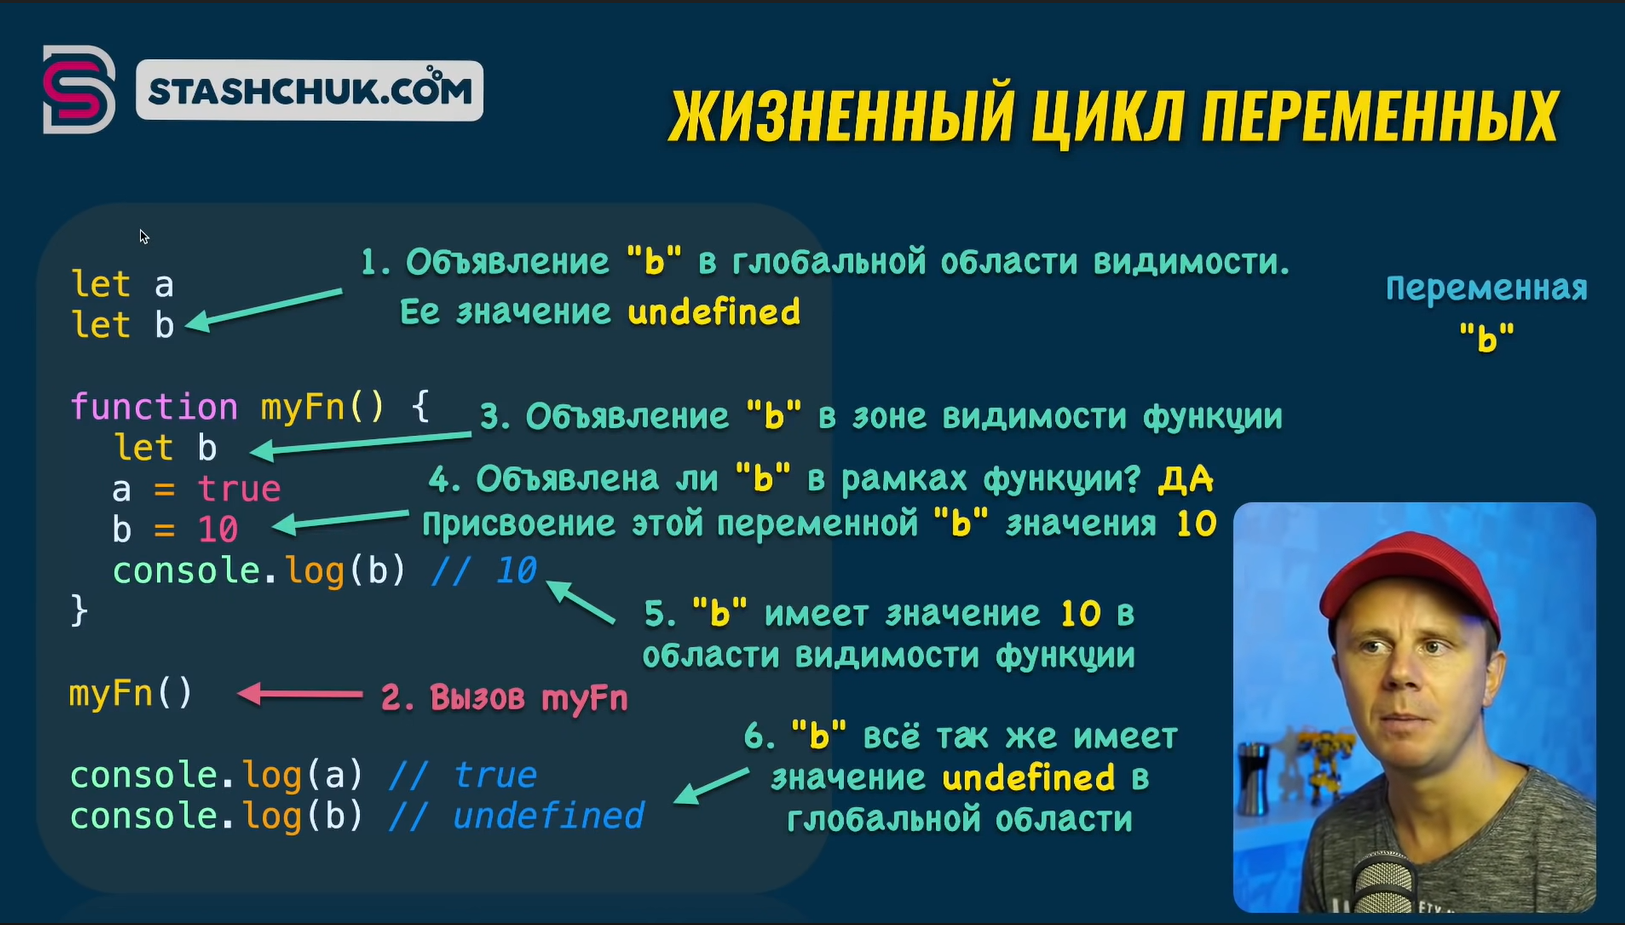 STASHCHUK.COM
ЖИЗНЕННЫЙ ЦИКЛ ПЕРЕМЕННЫХ
let a
let b
1. Объявление "b" в глобальной области видимости.
Ее значение undefined
Переменная
"b"
function myFn() {
let b
a = true
b = 10
console.log(b) // 10
}
3. Объявление "b" в зоне видимости функции
4. Объявлена ли "b" в рамках функции? ДА
Присвоение этой переменной "b" значения 10
5. "b" имеет значение 10 в
области видимости функции
myFn()
2. Вызов myFn
console.log(a) // true
console.log(b) // undefined
6. "b" всё так же имеет
значение undefined в
глобальной области